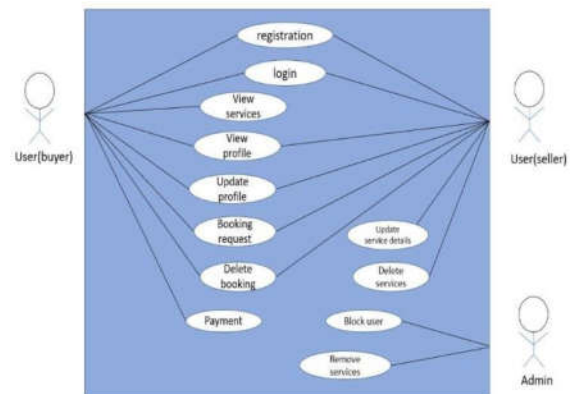 registration
login
View
services
View
profile
Update
profile
Booking
request
Delete
booking
Payment
Update
service details
Delete
services
Block user
Remove
services
User(buyer)
User(seller)
Admin